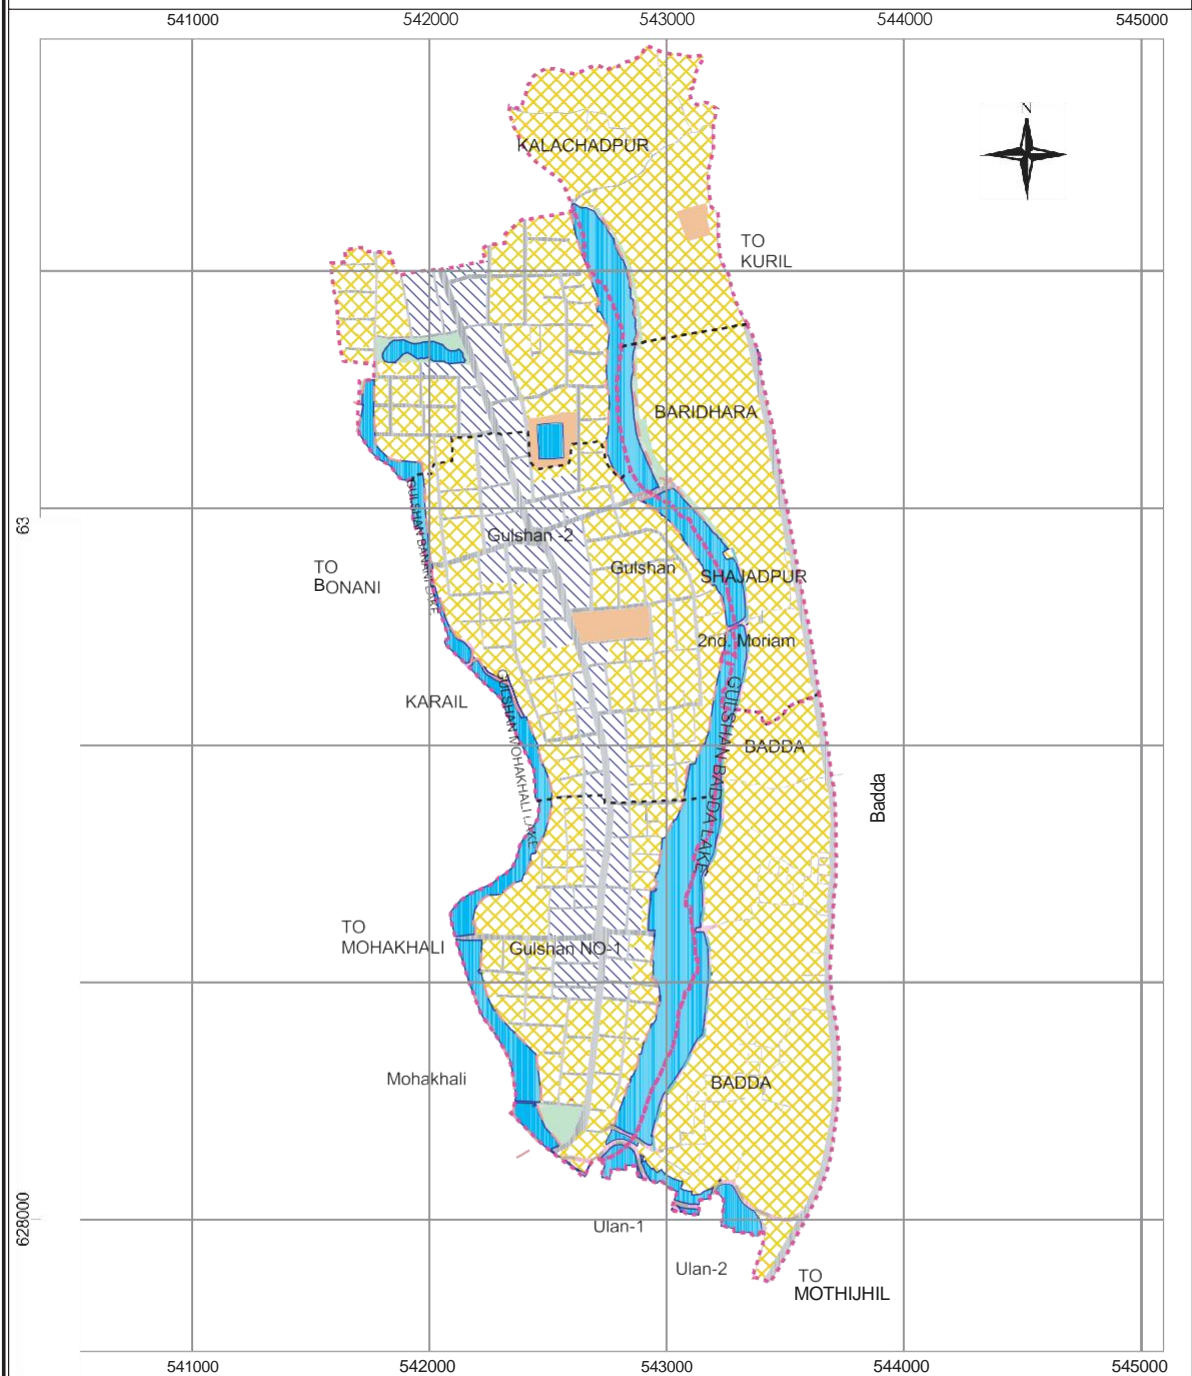 541000
542000
543000
544000
545000
N
KALACHADPUR
TO
KURIL
BARIDHARA
63
GULSHAN BANANI LAKE
Gulshan -2
TO
BONANI
Gulshan
SHAJADPUR
2nd. Moriam
KARAIL
GULSHAN MOHAKHALI LAKE
GULSHAN BADDA LAKE
BADDA
Badda
TO
MOHAKHALI
Gulshan NO-1
Mohakhali
BADDA
628000
Ulan-1
Ulan-2
TO
MOTHIJHIL
541000
542000
543000
544000
545000